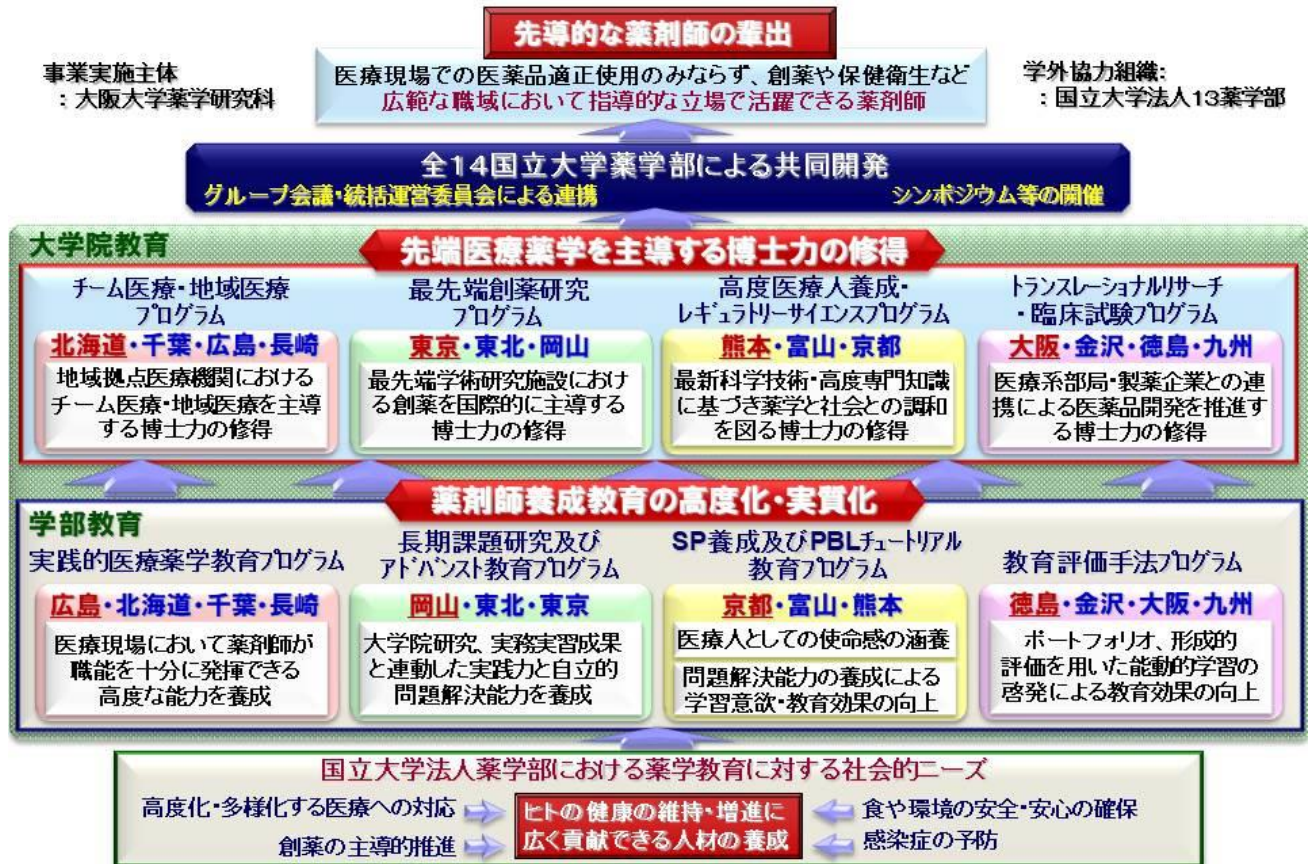 先導的な薬剤師の輩出
事業実施主体
：大阪大学薬学研究科
医療現場での医薬品適正使用のみならず、創薬や保健衛生など
広範な職域において指導的な立場で活躍できる薬剤師
学外協力組織:
：国立大学法人13薬学部
全14国立大学薬学部による共同開発
グループ会議・統括運営委員会による連携
シンポジウム等の開催
大学院教育
先端医療薬学を主導する博士力の修得
チーム医療・地域医療
プログラム
北海道・千葉・広島・長崎
地域拠点医療機関における
チーム医療・地域医療を主導
する博士力の修得
最先端創薬研究
プログラム
東京・東北・岡山
最先端学術研究施設におけ
る創薬を国際的に主導する
博士力の修得
高度医療人養成・
レギュラトリーサイエンスプログラム
熊本・富山・京都
最新科学技術・高度専門知識
に基づき薬学と社会との調和
を図る博士力の修得
トランスレーショナルリサーチ
・臨床試験プログラム
大阪・金沢・徳島・九州
医療系部局・製薬企業との連
携による医薬品開発を推進す
る博士力の修得
薬剤師養成教育の高度化・実質化
学部教育
実践的医療薬学教育プログラム
広島・北海道・千葉・長崎
医療現場において薬剤師が
職能を十分に発揮できる
高度な能力を養成
長期課題研究及び
アドバンスト教育プログラム
岡山・東北・東京
大学院研究、実務実習成果
と連動した実践力と自立的
問題解決能力を養成
SP養成及びPBLチュートリアル
教育プログラム
京都・富山・熊本
医療人としての使命感の涵養
問題解決能力の養成による
学習意欲・教育効果の向上
教育評価手法プログラム
徳島・金沢・大阪・九州
ポートフォリオ、形成的
評価を用いた能動的学習の
啓発による教育効果の向上
国立大学法人薬学部における薬学教育に対する社会的ニーズ
高度化・多様化する医療への対応
創薬の主導的推進
ヒトの健康の維持・増進に
広く貢献できる人材の養成
食や環境の安全・安心の確保
感染症の予防